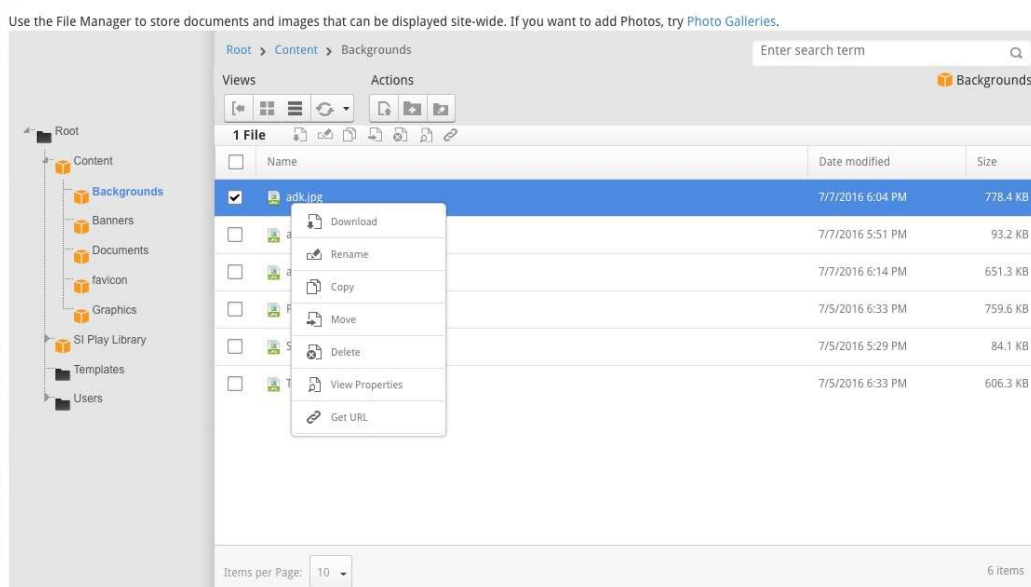 Use the File Manager to store documents and images that can be displayed site-wide. If you want to add Photos, try Photo Galleries.
Root > Content > Backgrounds
Enter search term
Views
Actions
Backgrounds
1 File
Name
Date modified
Size
Root
Content
Backgrounds
Banners
Documents
favicon
Graphics
SI Play Library
Templates
Users
adk.jpg 7/7/2016 6:04 PM 778.4 KB
a 7/7/2016 5:51 PM 93.2 KB
a 7/7/2016 6:14 PM 651.3 KB
7/5/2016 6:33 PM 759.6 KB
S 7/5/2016 5:29 PM 84.1 KB
T 7/5/2016 6:33 PM 606.3 KB
Download
Rename
Copy
Move
Delete
View Properties
Get URL
Items per Page: 10
6 items